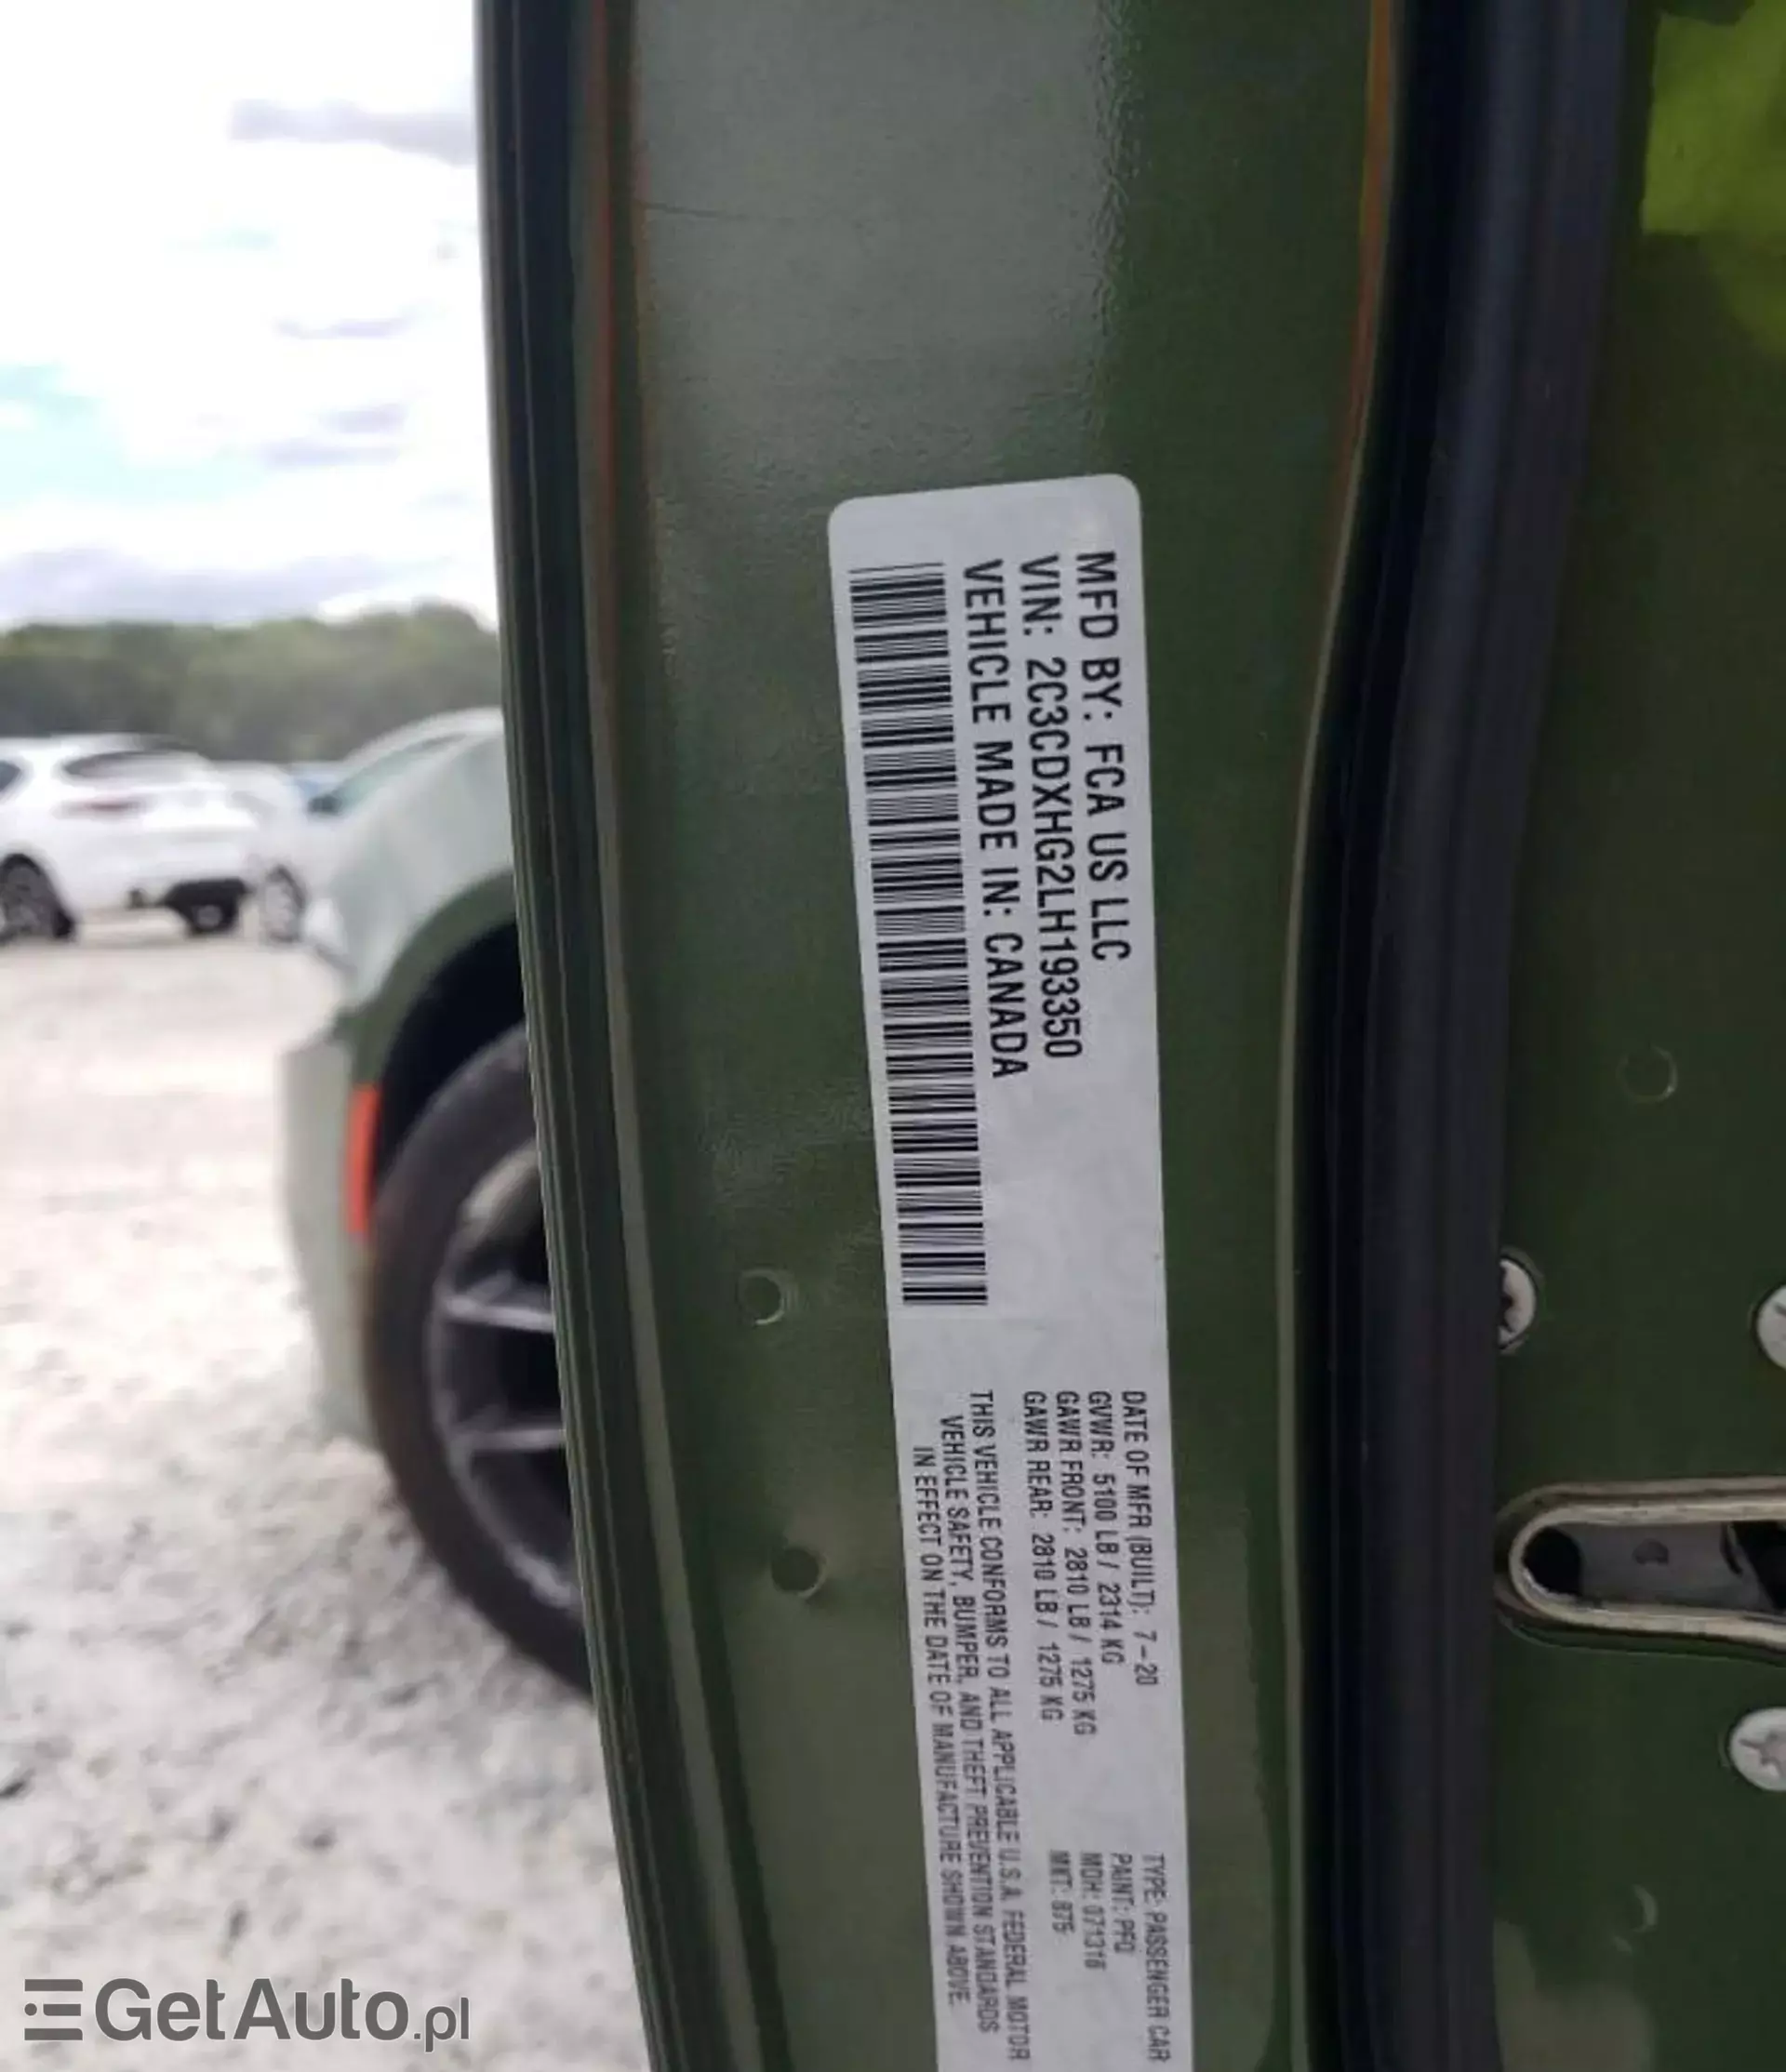 MFD BY: FCA US LLC
VIN: 2C3CDXHG2LH193350
VEHICLE MADE IN: CANADA
DATE OF MFR (BUILT): 7-20
GVWR: 5100 LB / 2314 KG
GAWR FRONT: 2810 LB / 1275 KG
GAWR REAR: 2810 LB / 1275 KG
THIS VEHICLE CONFORMS TO ALL APPLICABLE U.S.A. FEDERAL MOTOR
VEHICLE SAFETY, BUMPER, AND THEFT PREVENTION STANDARDS
IN EFFECT ON THE DATE OF MANUFACTURE SHOWN ABOVE.
TYPE: PASSENGER CAR
PAINT: PFQ
MDH: 071316
MKT: 875
GetAuto.pl